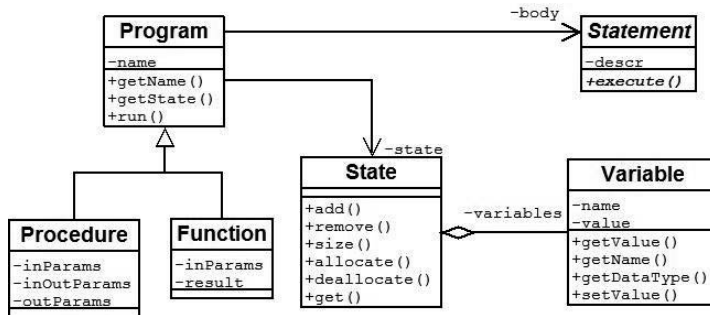 Program
-name
+getName()
+getState()
+run()
-body
Statement
-descr
+execute()
-state
State
+add()
+remove()
+size()
+allocate()
+deallocate()
+get()
-variables
Variable
-name
-value
+getValue()
+getName()
+getDataType()
+setValue()
Procedure
-inParams
-inOutParams
-outParams
Function
-inParams
-result